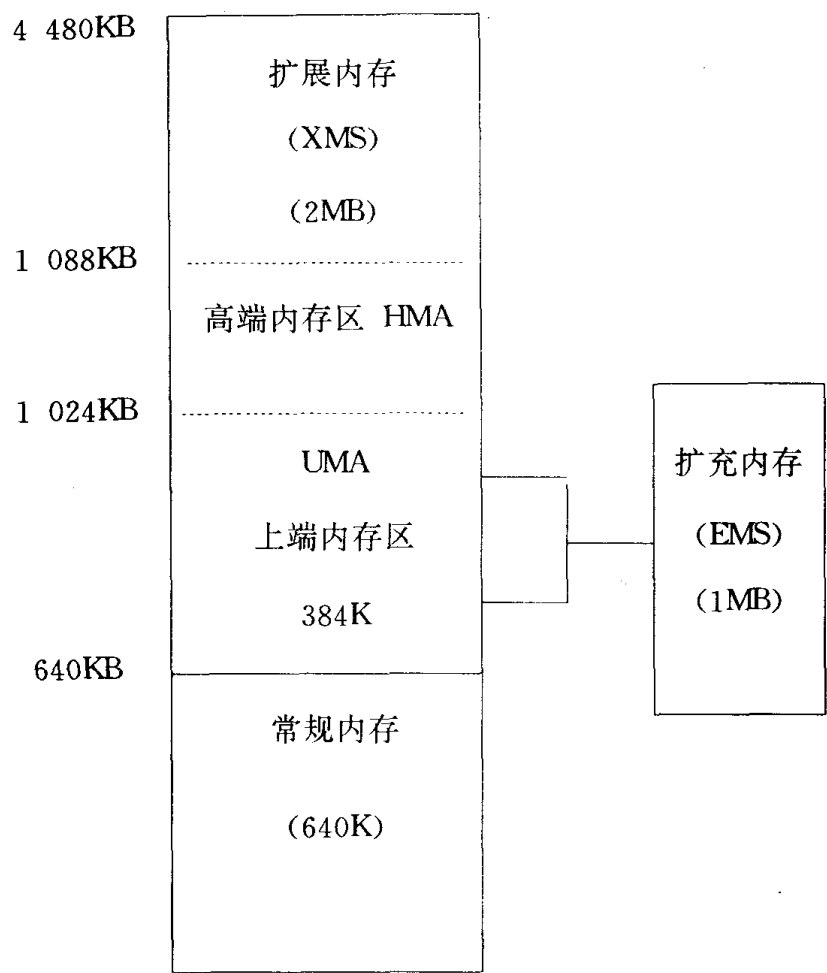 4 480KB
扩展内存
(XMS)
(2MB)
1 088KB
高端内存区 HMA
1 024KB
UMA
上端内存区
384K
640KB
常规内存
(640K)
扩充内存
(EMS)
(1MB)